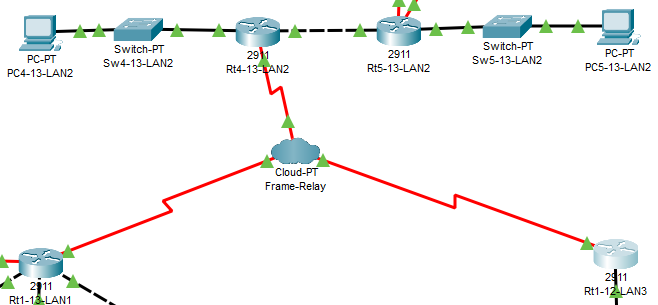 PC-PT
PC4-13-LAN2
Switch-PT
Sw4-13-LAN2
2911
Rt4-13-LAN2
2911
Rt5-13-LAN2
Switch-PT
Sw5-13-LAN2
PC-PT
PC5-13-LAN2
Cloud-PT
Frame-Relay
2911
Rt1-13-LAN1
2911
Rt1-12-LAN3